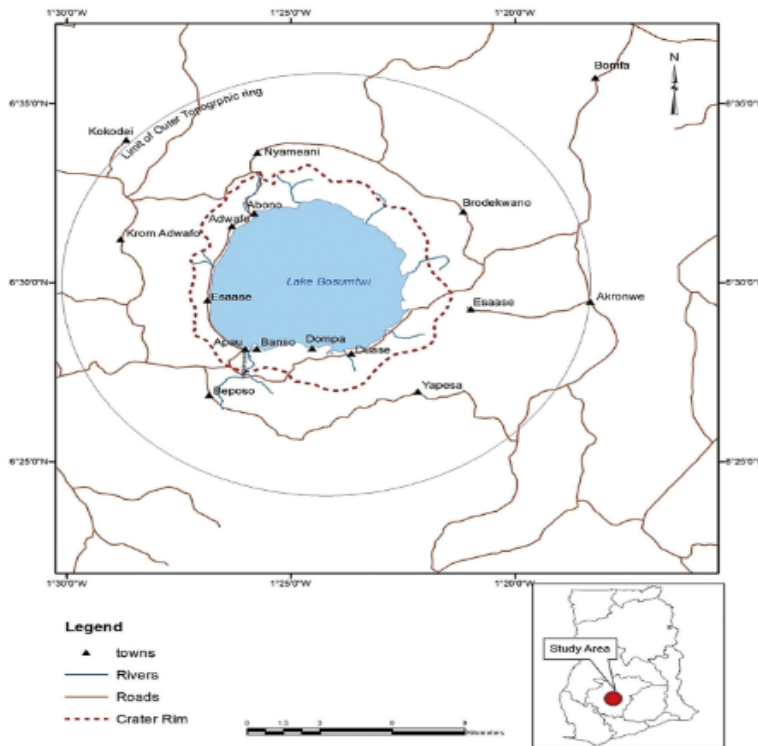 1°30'0"W 1°25'0"W 1°20'0"W
Bomfa
N
6°35'0"N 6°35'0"N
Kokodei
Limit of Outer Topogrphic ring
Nyameani
Abono
Brodekwano
Adwafo
Krom Adwafo
6°30'0"N 6°30'0"N
Lake Bosumtwi
Esaase
Esaase
Akronwe
Apau
Banso
Dompa
Duase
Beposo
Yapesa
6°25'0"N 6°25'0"N
1°30'0"W 1°25'0"W 1°20'0"W
Legend
towns
Rivers
Roads
Crater Rim
Study Area
0 1.5 3 6 9
Kilometers